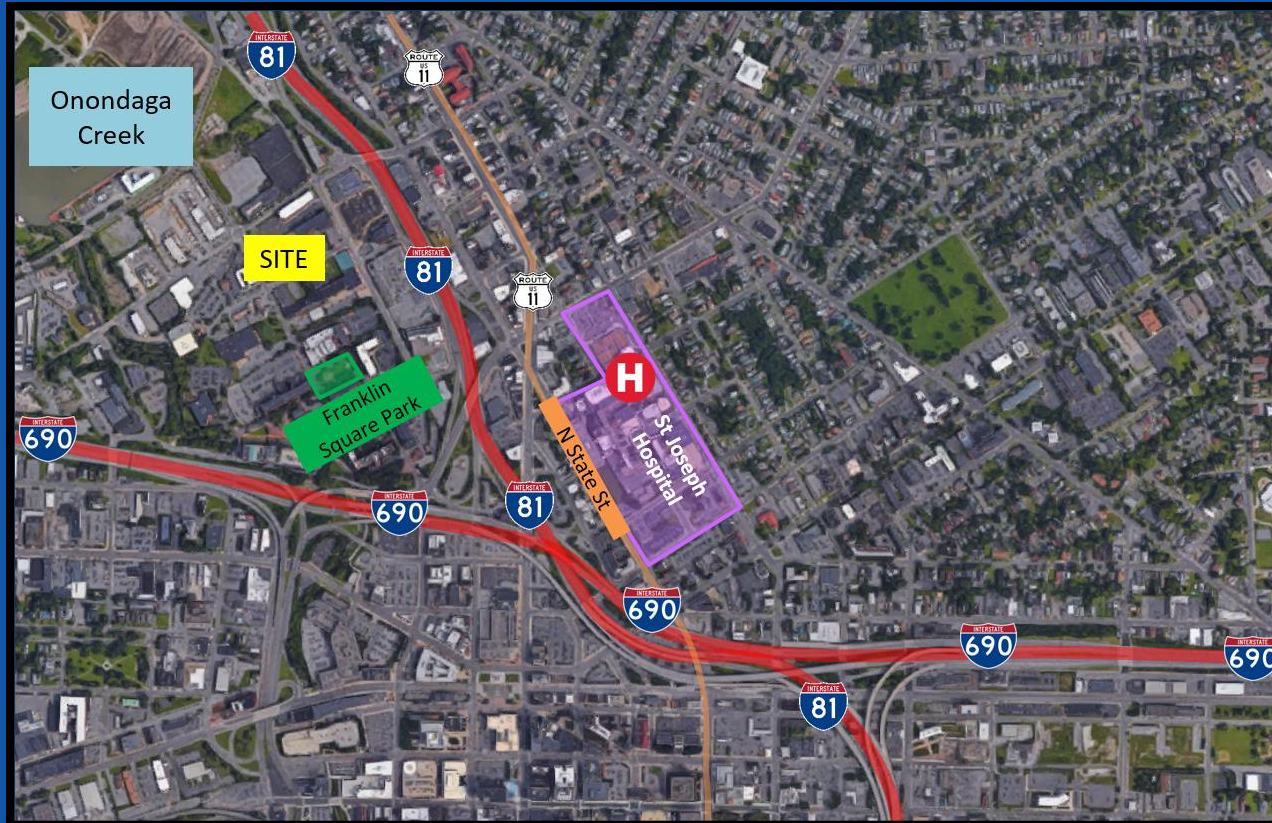 INTERSTATE
81
ROUTE
US
11
Onondaga
Creek
SITE
INTERSTATE
81
ROUTE
US
11
H
Franklin
Square Park
St Joseph
Hospital
N State St
INTERSTATE
690
INTERSTATE
690
INTERSTATE
81
INTERSTATE
690
INTERSTATE
690
INTERSTATE
690
INTERSTATE
81